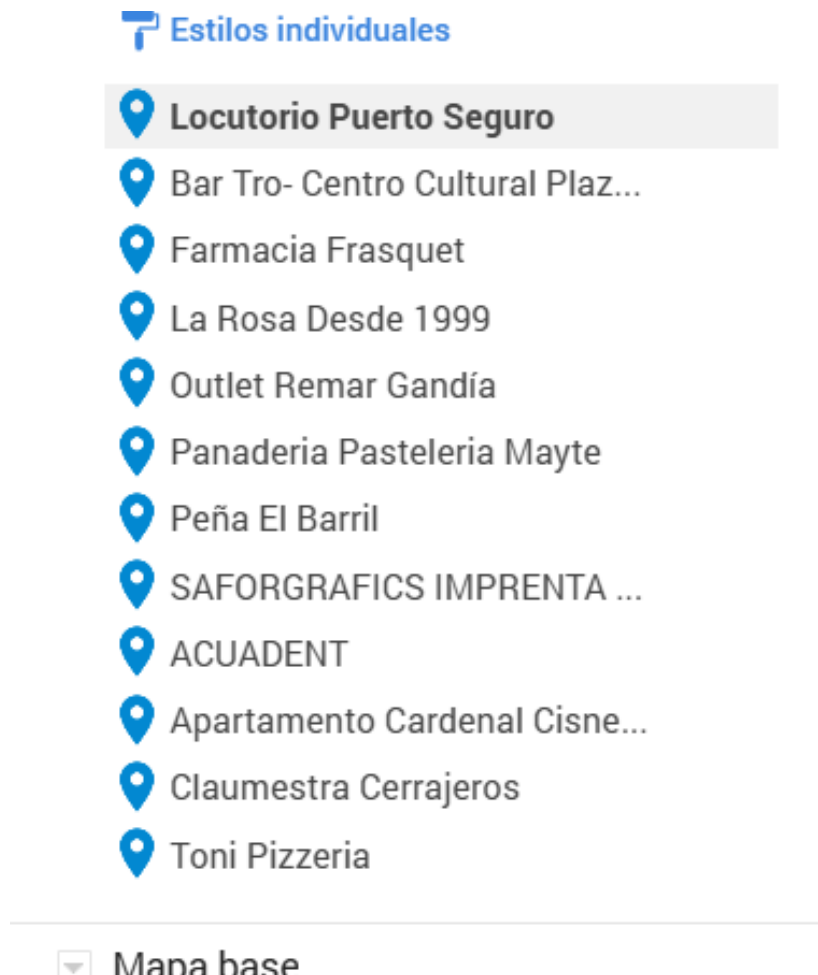 Estilos individuales
Locutorio Puerto Seguro
Bar Tro- Centro Cultural Plaz...
Farmacia Frasquet
La Rosa Desde 1999
Outlet Remar Gandía
Panaderia Pasteleria Mayte
Peña El Barril
SAFORGRAFICS IMPRENTA ...
ACUADENT
Apartamento Cardenal Cisne...
Claumestra Cerrajeros
Toni Pizzeria
Mapa base